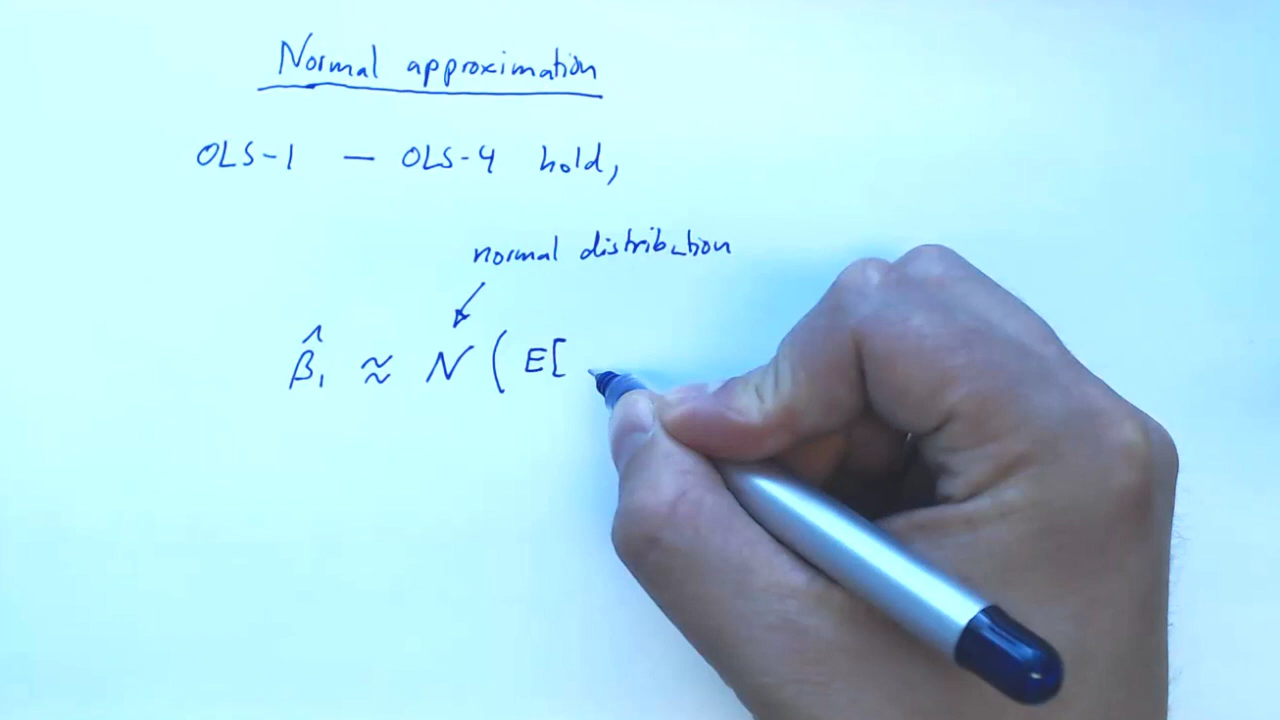 Normal approximation
OLS-1 — OLS-4 hold,
normal distribution
β̂₁ ≈ N ( E[